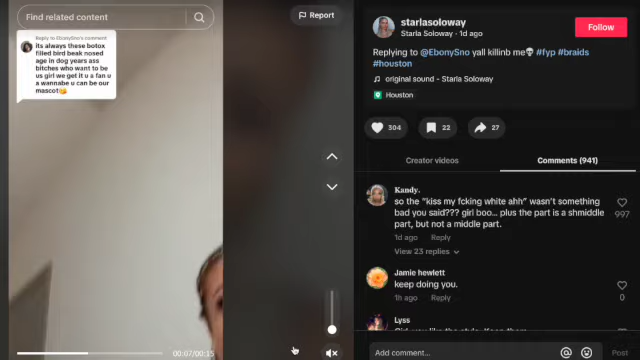 Find related content
Report
Reply to EbonySno's comment
its always these botox
filled bird beak nosed
age in dog years ass
bitches who want to be
us girl we get it u a fan u
a wannabe u can be our
mascot😘
00:07/00:15
starlasoloway
Starla Soloway · 1d ago
Follow
Replying to @EbonySno yall killinb me💀 #fyp #braids
#houston
original sound - Starla Soloway
Houston
304
22
27
Creator videos
Comments (941)
Kandy.
so the “kiss my fcking white ahh” wasn’t something
bad you said??? girl boo... plus the part is a shmiddle
part, but not a middle part.
997
1d ago
Reply
View 23 replies
Jamie hewlett
keep doing you.
0
1h ago
Reply
Lyss
Add comment...
Post